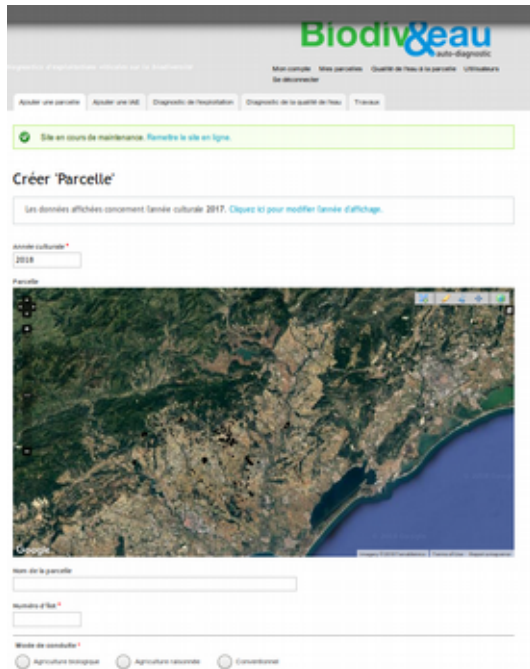 Biodiv&eau
auto-diagnostic
Mon compte Mes parcelles Qualité de l'eau à la parcelle Utilisateurs
Se déconnecter
Ajouter une parcelle Ajouter une IAE Diagnostic de l'exploitation Diagnostic de la qualité de l'eau Travaux
Site en cours de maintenance. Remettre le site en ligne.
Créer 'Parcelle'
Les données affichées concernent l'année culturale 2017. Cliquez ici pour modifier l'année d'affichage.
Année culturale *
2018
Parcelle
Google
Nom de la parcelle
Numéro d'îlot *
Mode de conduite *
Agriculture biologique Agriculture raisonnée Conventionnel